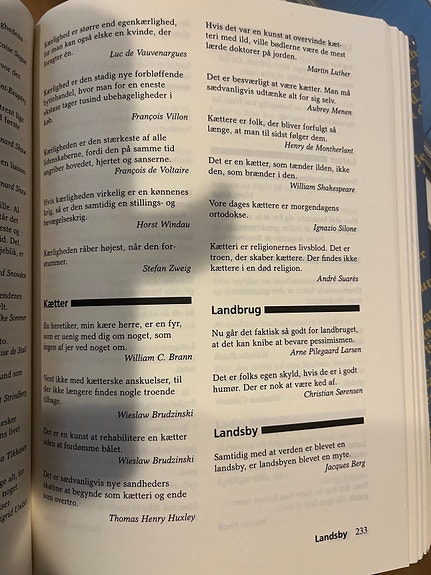 Kærlighed er større end egenkærlighed,
for man kan også elske en kvinde, der
foragter én.
Luc de Vauvenargues
Kærlighed er den stadig nye forbløffende
byttehandel, hvor man for en eneste
luksus tager tusind ubehageligheder i
køb.
François Villon
Kærligheden er den stærkeste af alle
lidenskaberne, fordi den på samme tid
angriber hovedet, hjertet og sanserne.
François de Voltaire
Hvis kærligheden virkelig er en kønnenes
krig, så er den samtidig en stillings- og
bevægelseskrig.
Horst Windau
Kærligheden råber højest, når den for-
stummer.
Stefan Zweig
Kætter
En heretiker, min kære herre, er en fyr,
som er uenig med dig om noget, som
ingen af jer ved noget om.
William C. Brann
Vent ikke med kætterske anskuelser, til
der ikke længere findes nogle troende
tilbage.
Wieslaw Brudzinski
Det er en kunst at rehabilitere en kætter
uden at fordømme bålet.
Wieslaw Brudzinski
Det er sædvanligvis nye sandheders
skæbne at begynde som kætteri og ende
som overtro.
Thomas Henry Huxley
Hvis det var en kunst at overvinde kæt-
teri med ild, ville bødlerne være de mest
lærde doktorer på jorden.
Martin Luther
Det er besværligt at være kætter. Man må
sædvanligvis udtænke alt for sig selv.
Aubrey Menen
Kættere er folk, der bliver forfulgt så
længe, at man til sidst følger dem.
Henry de Montherlant
Det er en kætter, som tænder ilden, ikke
den, som brænder i den.
William Shakespeare
Vore dages kættere er morgendagens
ortodokse.
Ignazio Silone
Kætteri er religionernes livsblod. Det er
troen, der skaber kættere. Der findes ikke
kættere i en død religion.
André Suarès
Landbrug
Nu går det faktisk så godt for landbruget,
at det kan knibe at bevare pessimismen.
Arne Pilegaard Larsen
Det er folks egen skyld, hvis de er i godt
humør. Der er nok at være ked af.
Christian Sørensen
Landsby
Samtidig med at verden er blevet en
landsby, er landsbyen blevet en myte.
Jacques Berg
Landsby 233